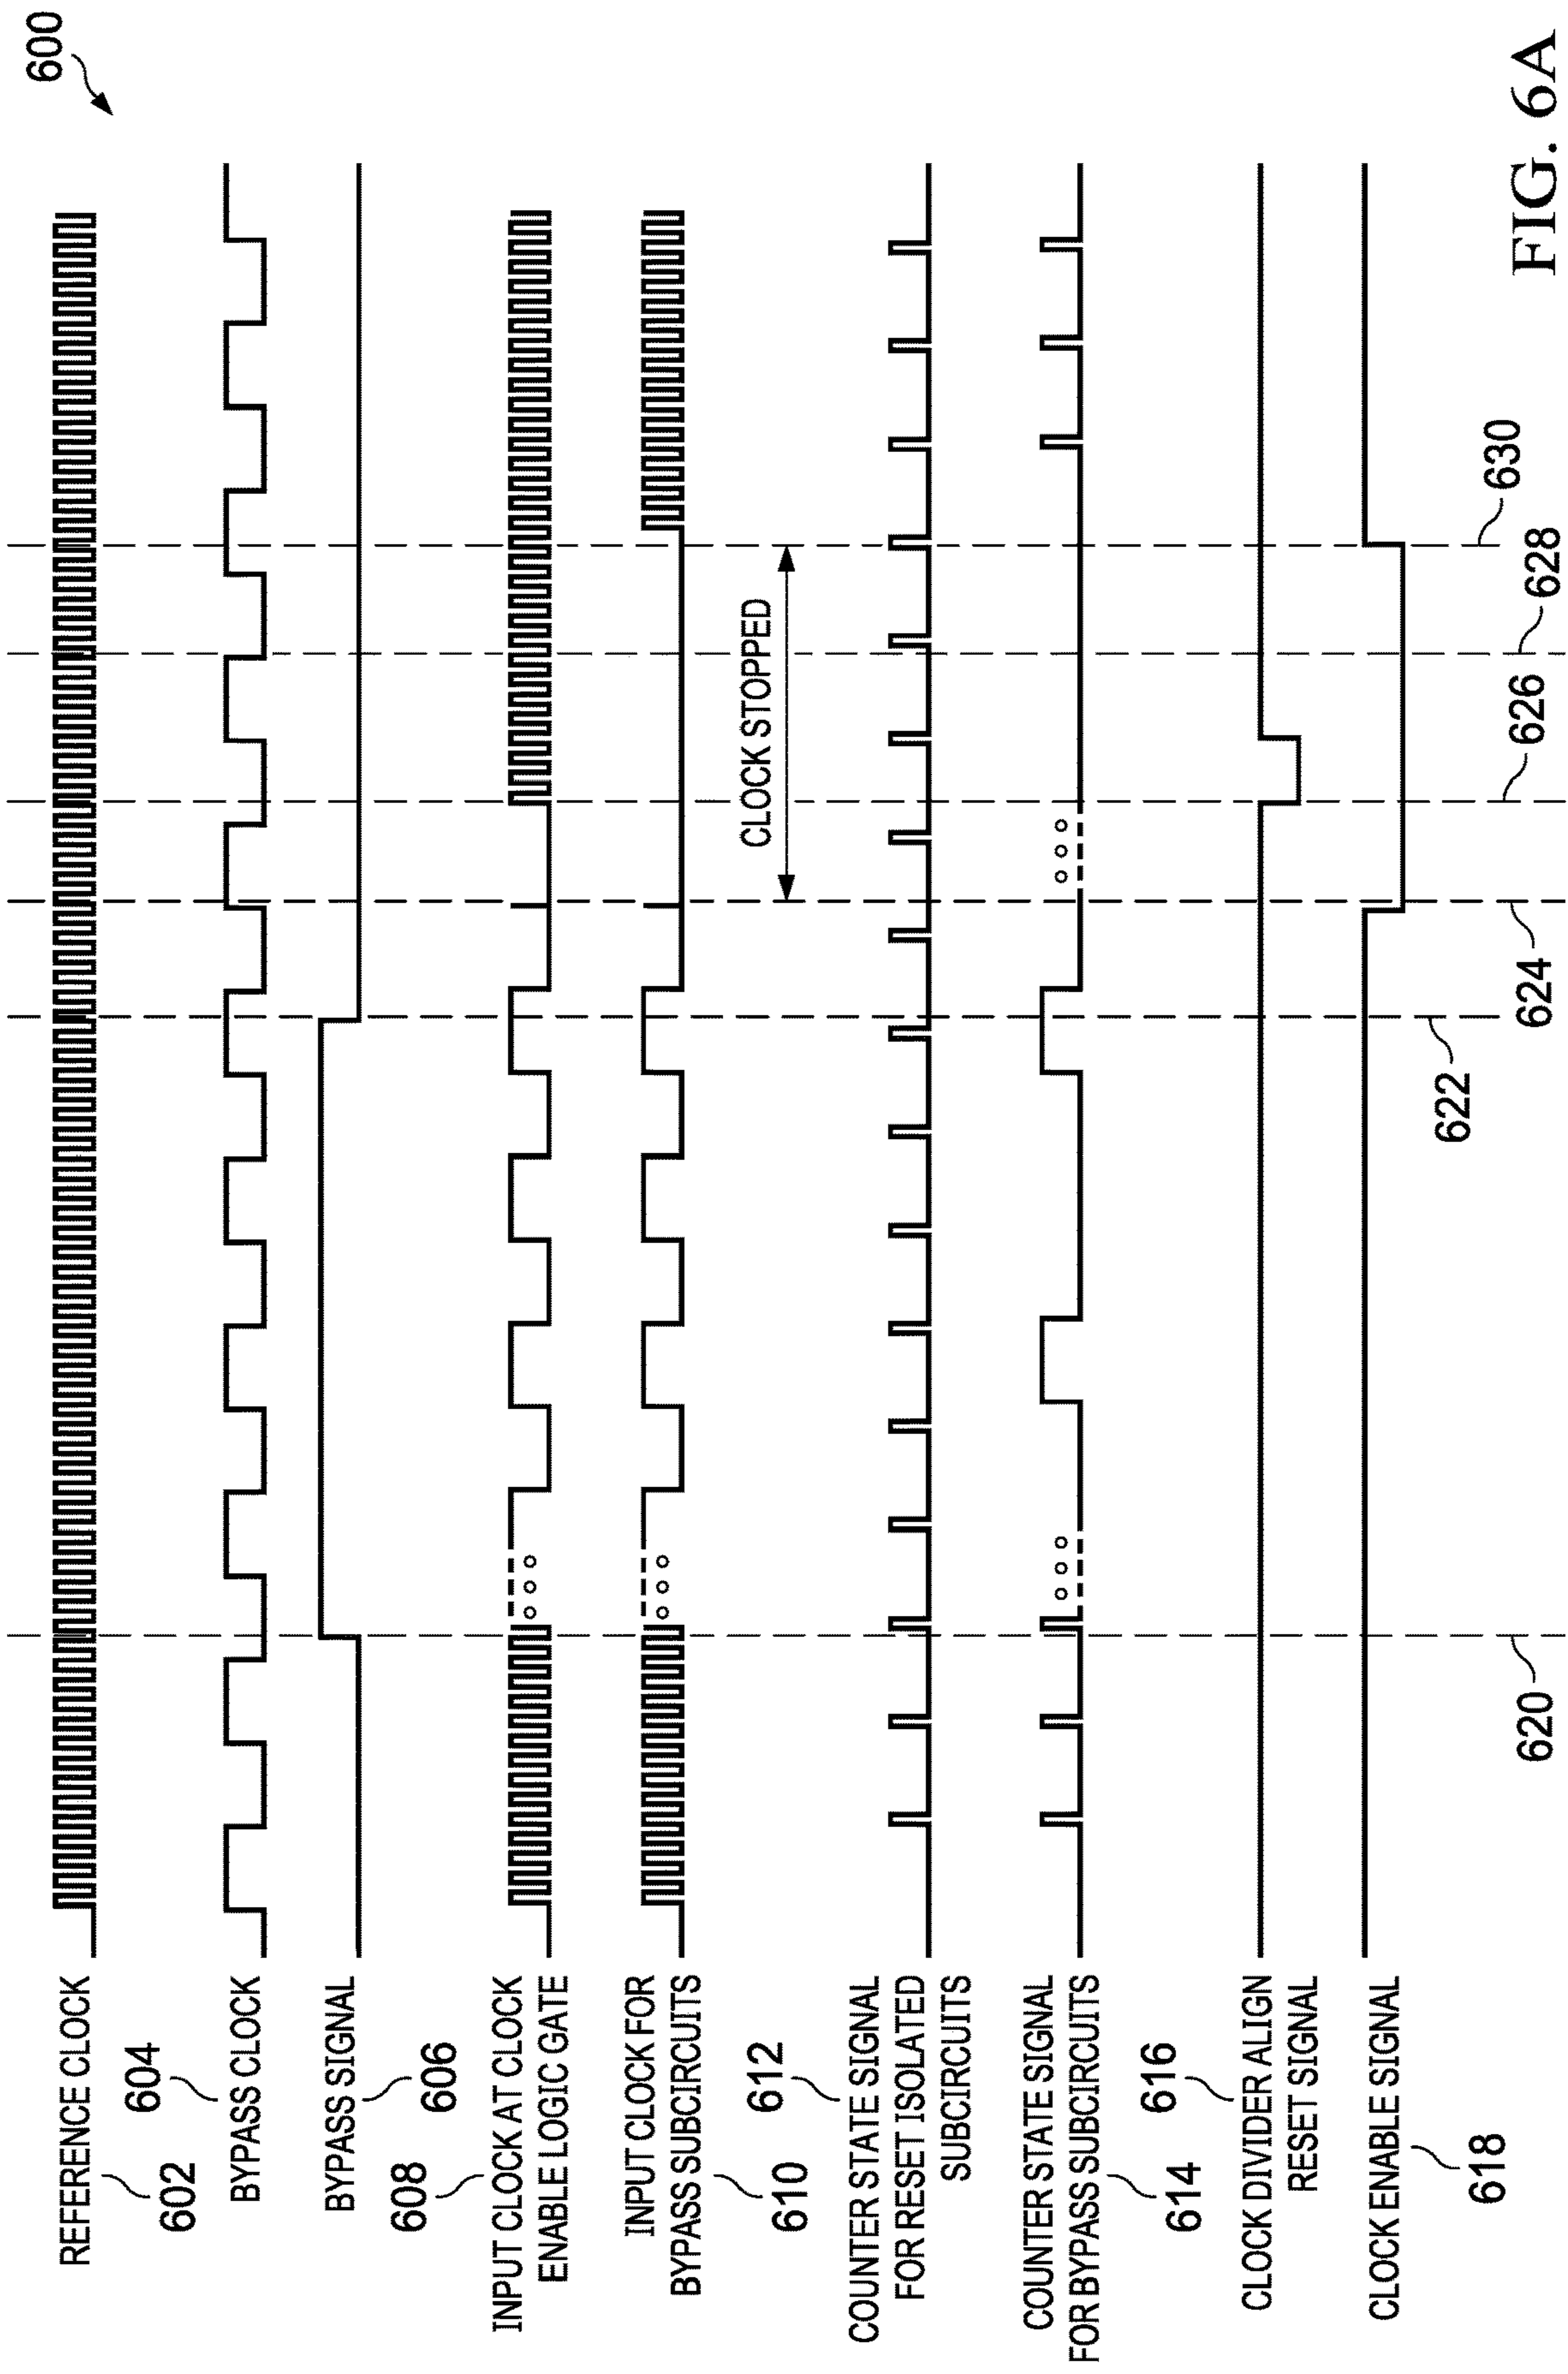 600
REFERENCE CLOCK
602
604
BYPASS CLOCK
BYPASS SIGNAL
606
608
INPUT CLOCK AT CLOCK
ENABLE LOGIC GATE
INPUT CLOCK FOR
BYPASS SUBCIRCUITS
610
CLOCK STOPPED
612
COUNTER STATE SIGNAL
FOR RESET ISOLATED
SUBCIRCUITS
COUNTER STATE SIGNAL
FOR BYPASS SUBCIRCUITS
614
616
CLOCK DIVIDER ALIGN
RESET SIGNAL
CLOCK ENABLE SIGNAL
618
620
622
624
626
628
630
FIG. 6A